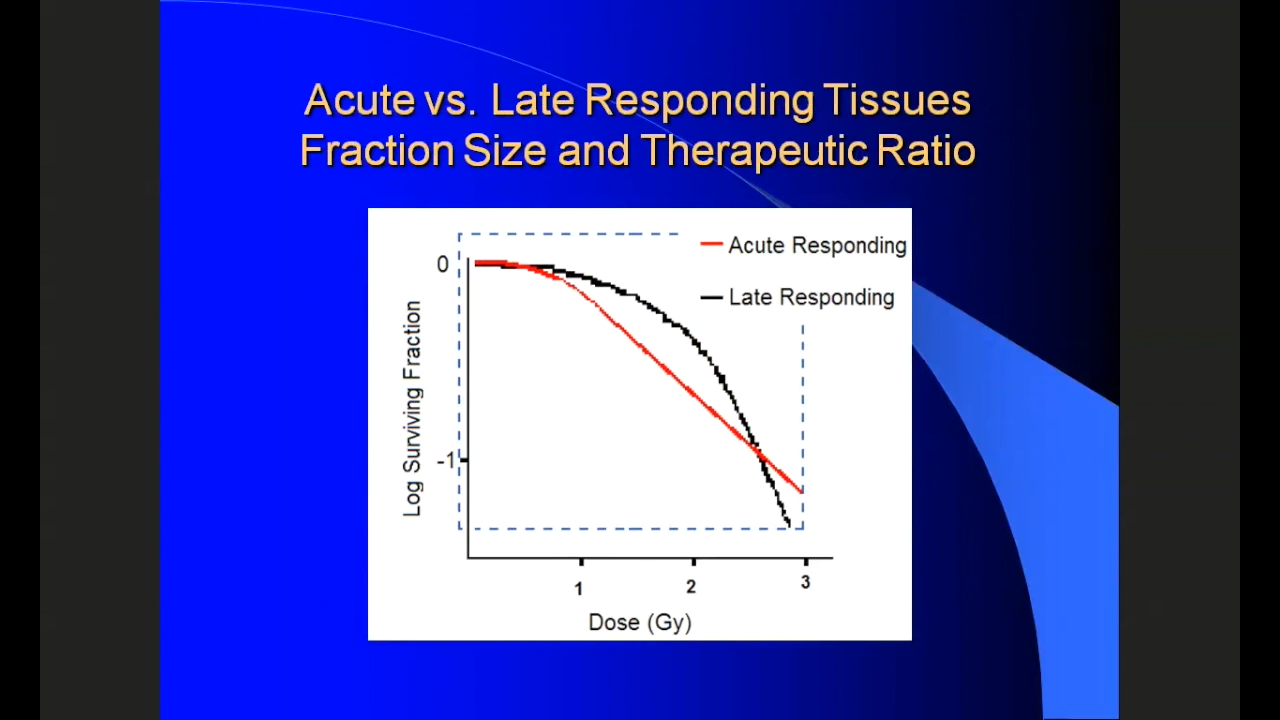 Acute vs. Late Responding Tissues
Fraction Size and Therapeutic Ratio
Acute Responding
Late Responding
0
-1
Log Surviving Fraction
1
2
3
Dose (Gy)